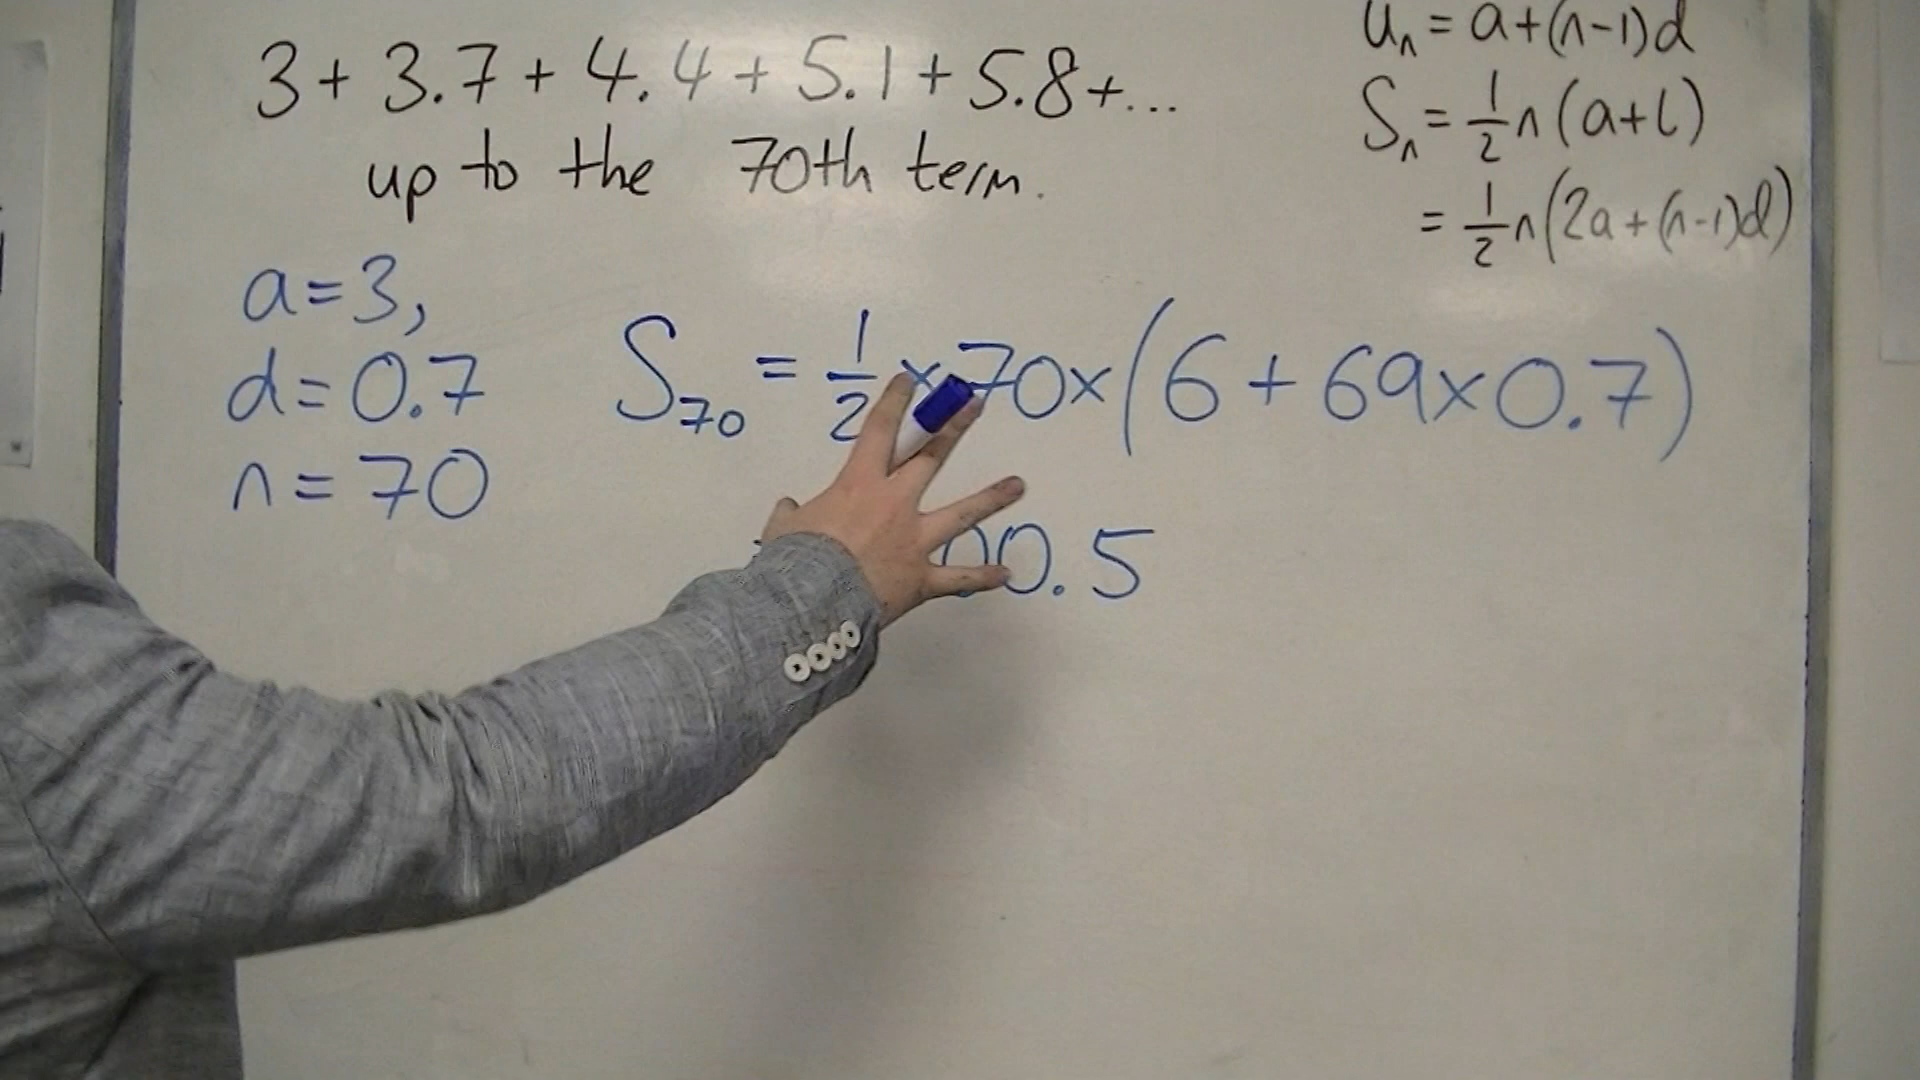 3 + 3.7 + 4.4 + 5.1 + 5.8 + ...
up to the 70th term.
uₙ = a + (n-1)d
Sₙ = 1/2 n (a + l)
= 1/2 n (2a + (n-1)d)
a = 3,
d = 0.7
n = 70
S₇₀ = 1/2 × 70 × (6 + 69 × 0.7)
00.5